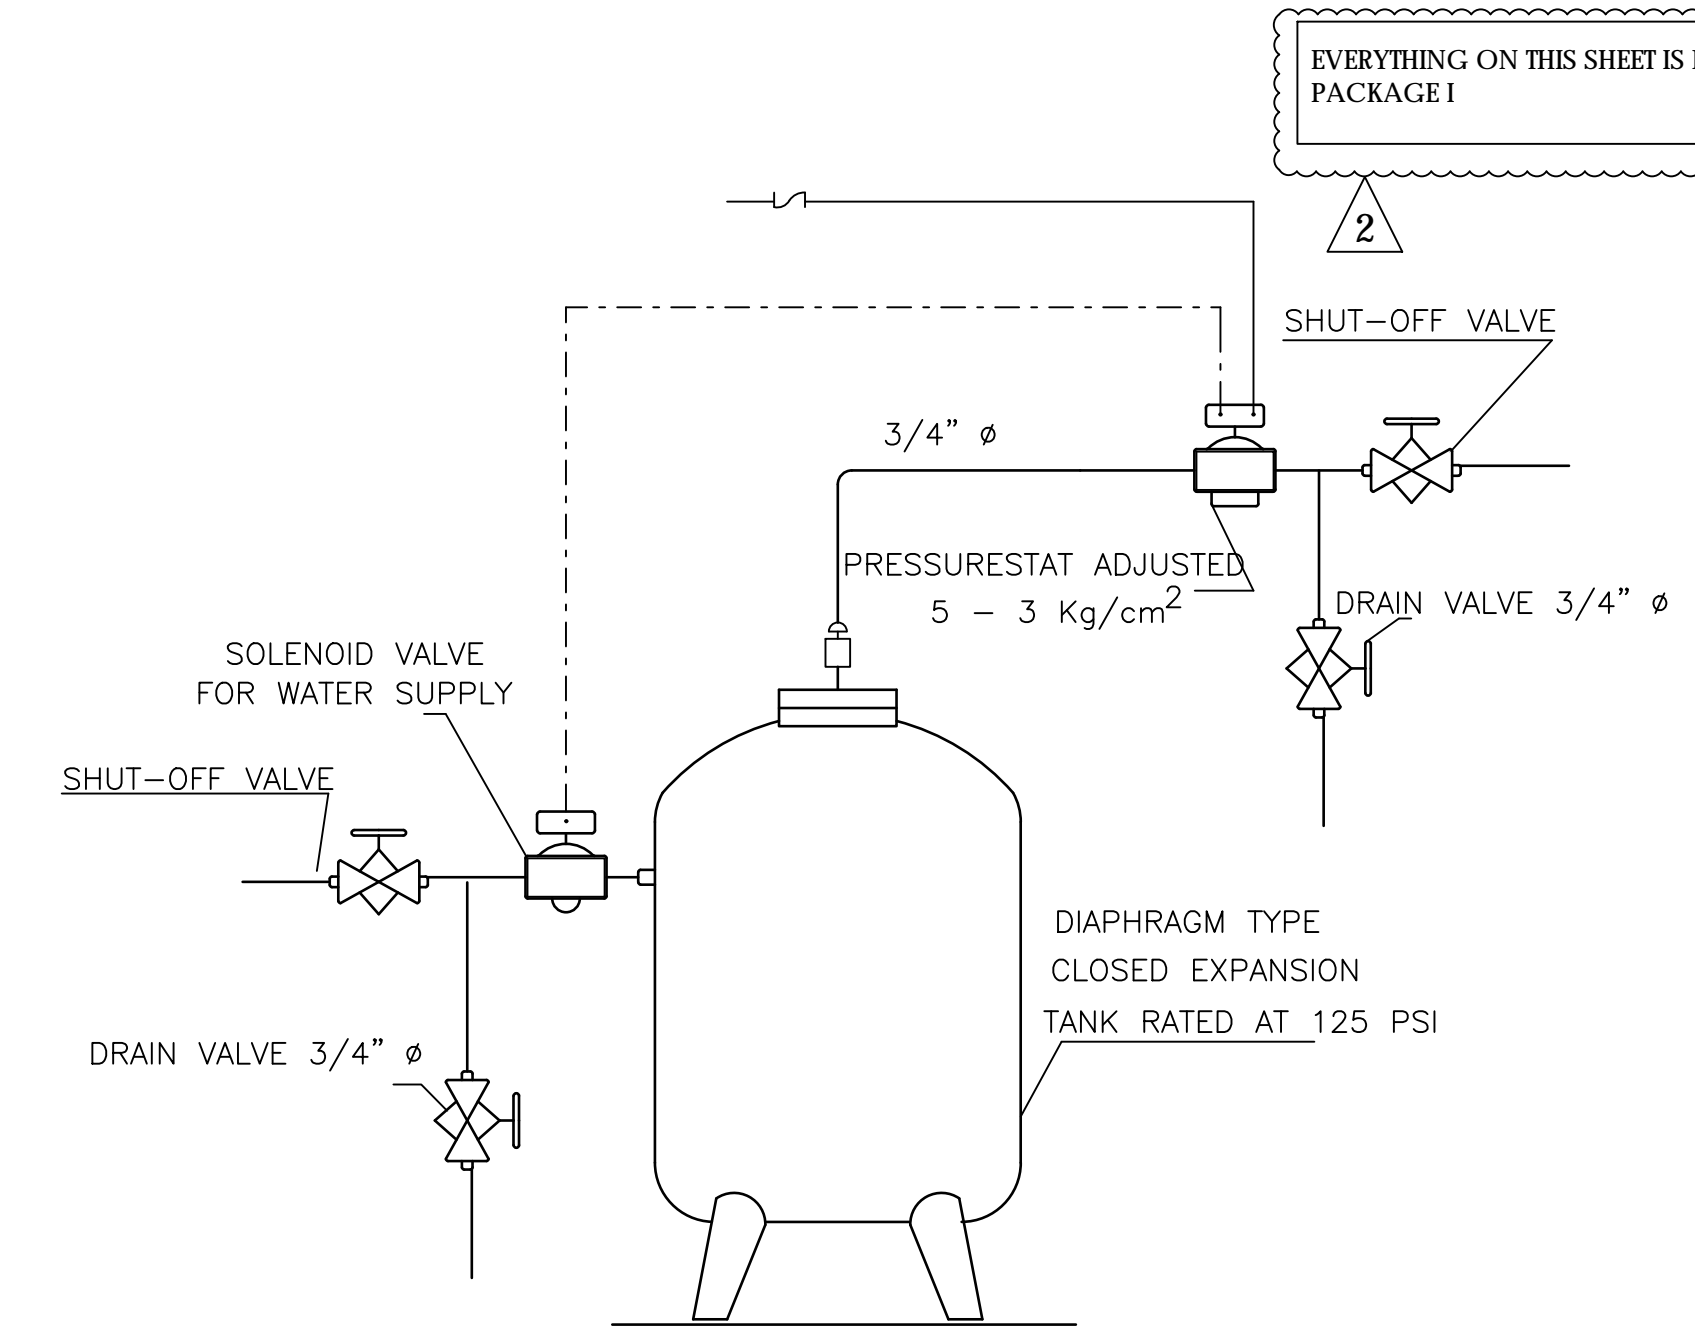 EVERYTHING ON THIS SHEET IS
PACKAGE I
2
SHUT-OFF VALVE
3/4" ø
PRESSURESTAT ADJUSTED
5 - 3 Kg/cm²
DRAIN VALVE 3/4" ø
SOLENOID VALVE
FOR WATER SUPPLY
SHUT-OFF VALVE
DIAPHRAGM TYPE
CLOSED EXPANSION
TANK RATED AT 125 PSI
DRAIN VALVE 3/4" ø